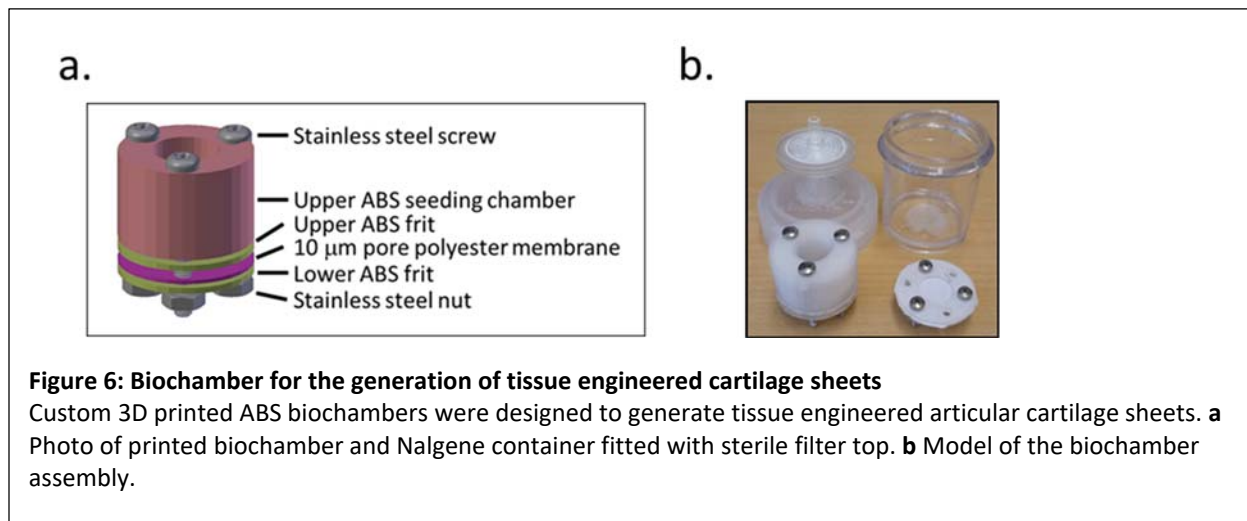 a.
b.
Stainless steel screw
Upper ABS seeding chamber
Upper ABS frit
10 μm pore polyester membrane
Lower ABS frit
Stainless steel nut
Figure 6: Biochamber for the generation of tissue engineered cartilage sheets
Custom 3D printed ABS biochambers were designed to generate tissue engineered articular cartilage sheets. a
Photo of printed biochamber and Nalgene container fitted with sterile filter top. b Model of the biochamber
assembly.